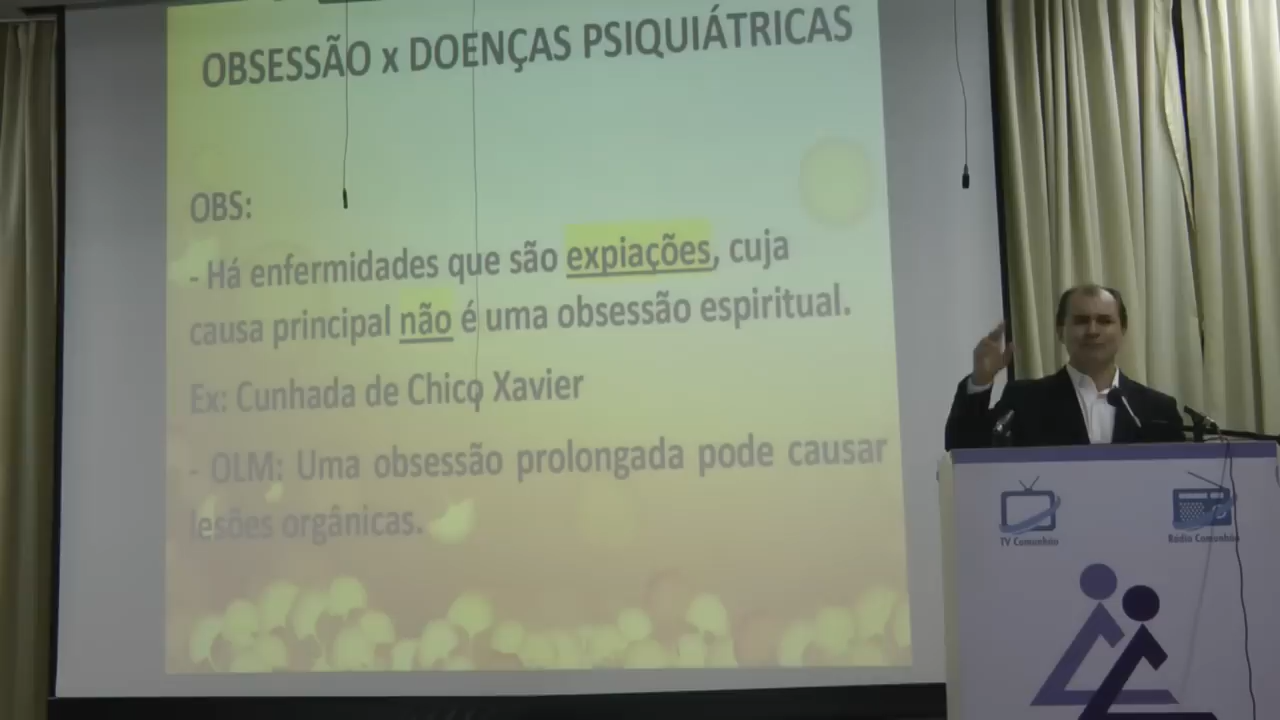 OBSESSÃO x DOENÇAS PSIQUIÁTRICAS
OBS:
- Há enfermidades que são expiações, cuja
causa principal não é uma obsessão espiritual.
Ex: Cunhada de Chico Xavier
- OLM: Uma obsessão prolongada pode causar
lesões orgânicas.
TV Comunhão
Rádio Comunhão